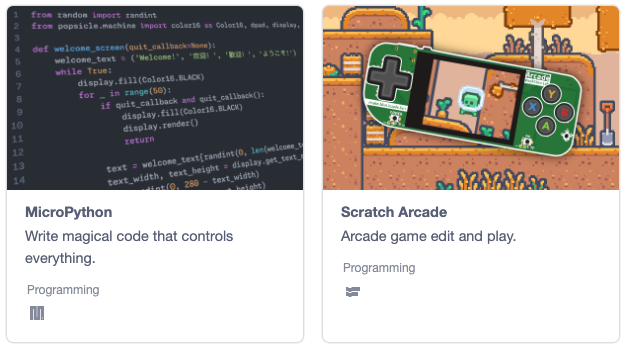 1 from random import randint
2 from popsicle.machine import color16 as Color16, dpad, display,
3
4 def welcome_screen(quit_callback=None):
5 welcome_text = ('Welcome!', '欢迎! ', '歡迎! ', 'ようこそ!')
6 while True:
7 display.fill(Color16.BLACK)
8 for _ in range(50):
9 if quit_callback and quit_callback():
10 display.fill(Color16.BLACK)
11 display.render()
12 return
13
14 text = welcome_text[randint(0, len(welcome_t
text_width, text_height = display.get_text_m
randint(0, 280 - text_width)
height)
Arcade
Y
X
B
A
MicroPython
Write magical code that controls
everything.
Programming
Scratch Arcade
Arcade game edit and play.
Programming